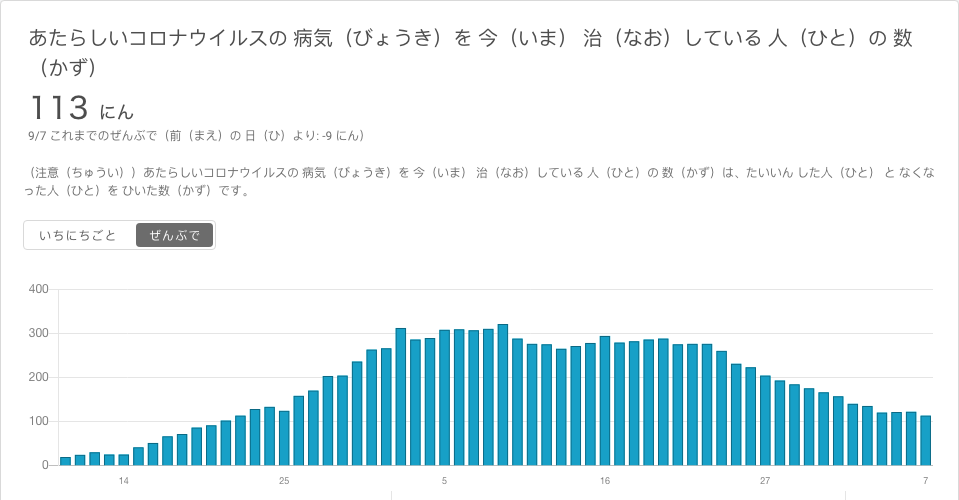 あたらしいコロナウイルスの 病気（びょうき）を 今（いま） 治（なお）している 人（ひと）の 数
（かず）
113 にん
9/7 これまでのぜんぶで（前（まえ）の 日（ひ）より: -9 にん）
（注意（ちゅうい））あたらしいコロナウイルスの 病気（びょうき）を 今（いま） 治（なお）している 人（ひと）の 数（かず）は、たいいん した人（ひと） と なくな
った人（ひと）を ひいた数（かず）です。
いちにちごと ぜんぶで
400
300
200
100
0
14 25 5 16 27 7